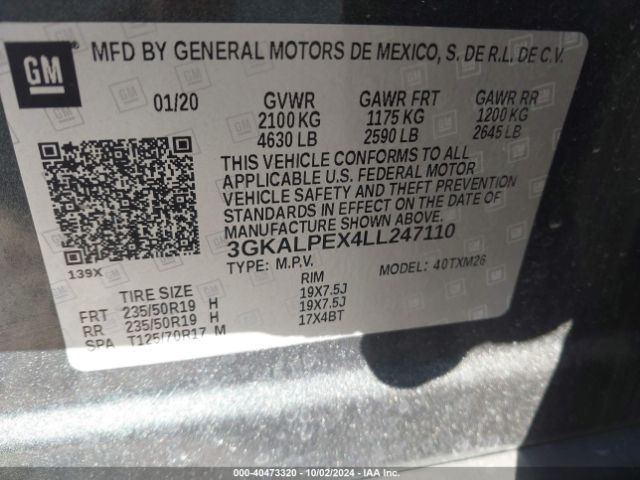 GM
MFD BY GENERAL MOTORS DE MEXICO, S. DE R.L. DE C.V.
01/20 GVWR GAWR FRT GAWR RR
2100 KG 1175 KG 1200 KG
4630 LB 2590 LB 2645 LB
THIS VEHICLE CONFORMS TO ALL
APPLICABLE U.S. FEDERAL MOTOR
VEHICLE SAFETY AND THEFT PREVENTION
STANDARDS IN EFFECT ON THE DATE OF
MANUFACTURE SHOWN ABOVE.
3GKALPEX4LL247110
139X TYPE: M.P.V. MODEL: 40TXM26
TIRE SIZE RIM
FRT 235/50R19 H 19X7.5J
RR 235/50R19 H 19X7.5J
SPA T125/70R17 M 17X4BT
000-40473320 | 10/02/2024 | IAA Inc.